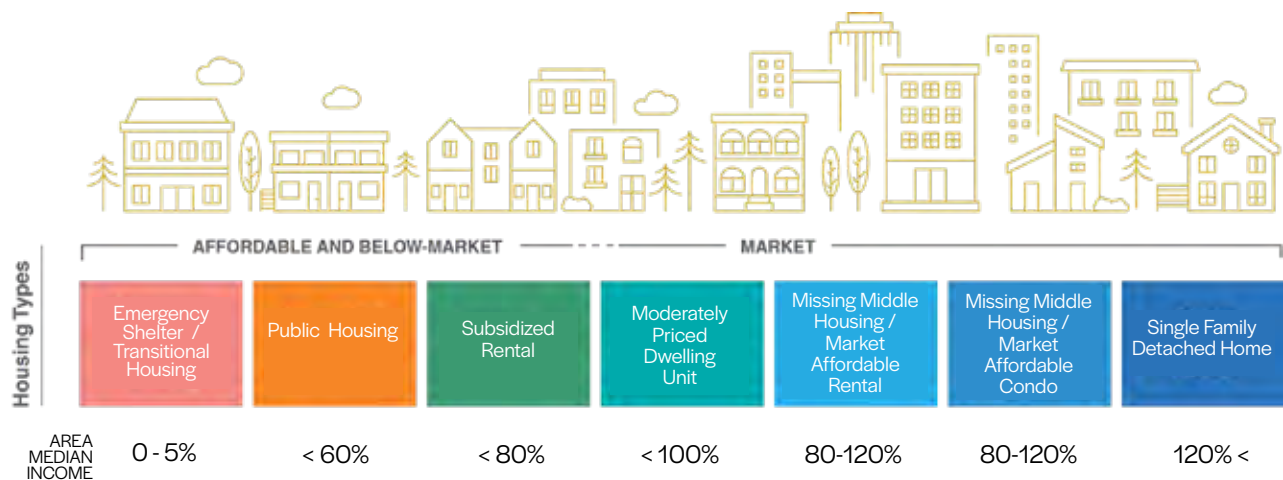 AFFORDABLE AND BELOW-MARKET
MARKET
Housing Types
Emergency
Shelter /
Transitional
Housing
Public Housing
Subsidized
Rental
Moderately
Priced
Dwelling
Unit
Missing Middle
Housing /
Market
Affordable
Rental
Missing Middle
Housing /
Market
Affordable
Condo
Single Family
Detached Home
AREA
MEDIAN
INCOME
0 - 5%
< 60%
< 80%
< 100%
80-120%
80-120%
120% <